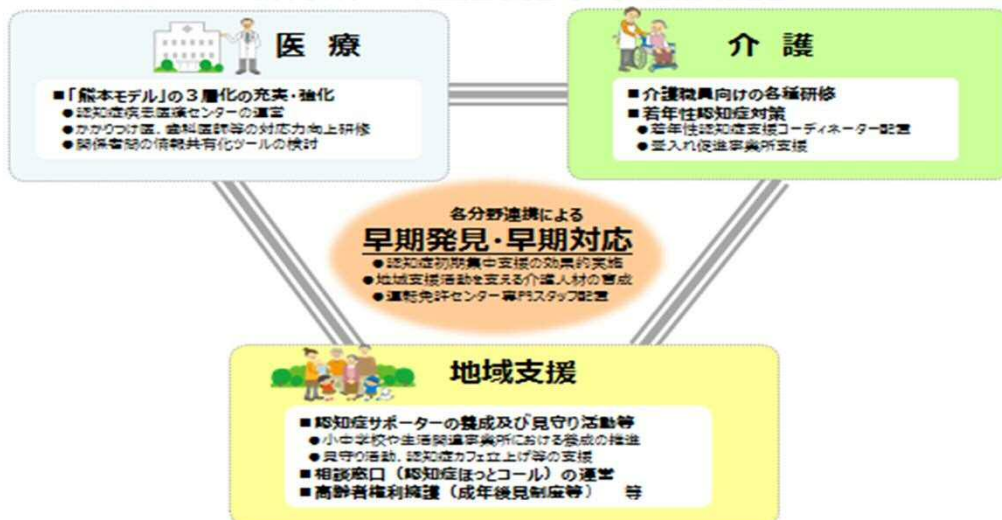 医 療
■「熊本モデル」の3層化の充実・強化
●認知症疾患医療センターの運営
●かかりつけ医、歯科医師等の対応力向上研修
●関係者間の情報共有化ツールの検討
介 護
■介護職員向けの各種研修
■若年性認知症対策
●若年性認知症支援コーディネーター配置
●受入れ促進事業所支援
各分野連携による
早期発見・早期対応
●認知症初期集中支援の効果的実施
●地域支援活動を支える介護人材の育成
●運転免許センター専門スタッフ配置
地域支援
■認知症サポーターの養成及び見守り活動等
●小中学校や生活関連事業所における養成の推進
●見守り活動、認知症カフェ立上げ等の支援
■相談窓口（認知症ほっとコール）の運営
■高齢者権利擁護（成年後見制度等） 等